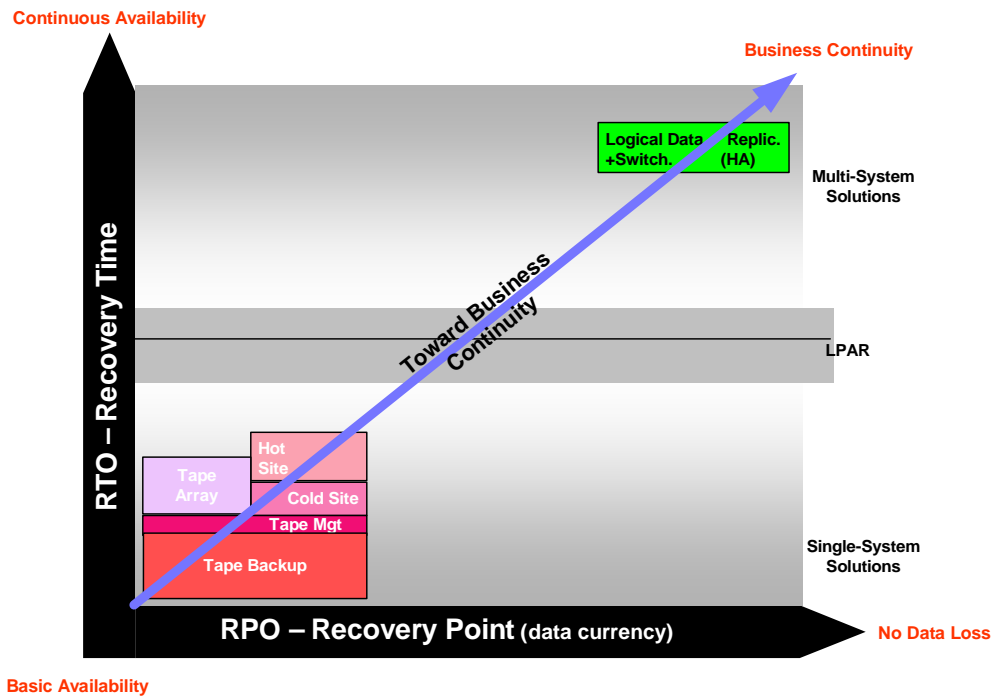 Continuous Availability
Business Continuity
Logical Data Replic.
+Switch. (HA)
Multi-System
Solutions
RTO – Recovery Time
Toward Business
Continuity
LPAR
Hot
Site
Tape
Array
Cold Site
Tape Mgt
Tape Backup
Single-System
Solutions
RPO – Recovery Point (data currency)
No Data Loss
Basic Availability